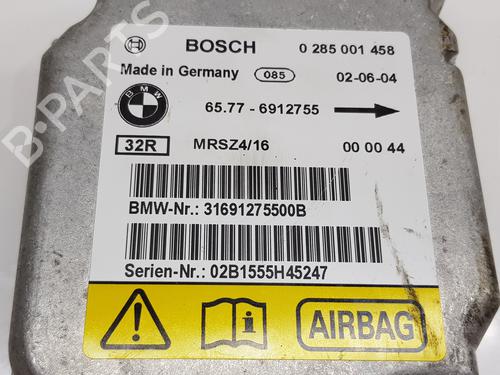 BOSCH 0 285 001 458
Made in Germany 085 02-06-04
BMW 65.77 - 6912755
32R MRSZ4/16 00 00 44
BMW-Nr.: 31691275500B
Serien-Nr.: 02B1555H45247
AIRBAG
B-PARTS